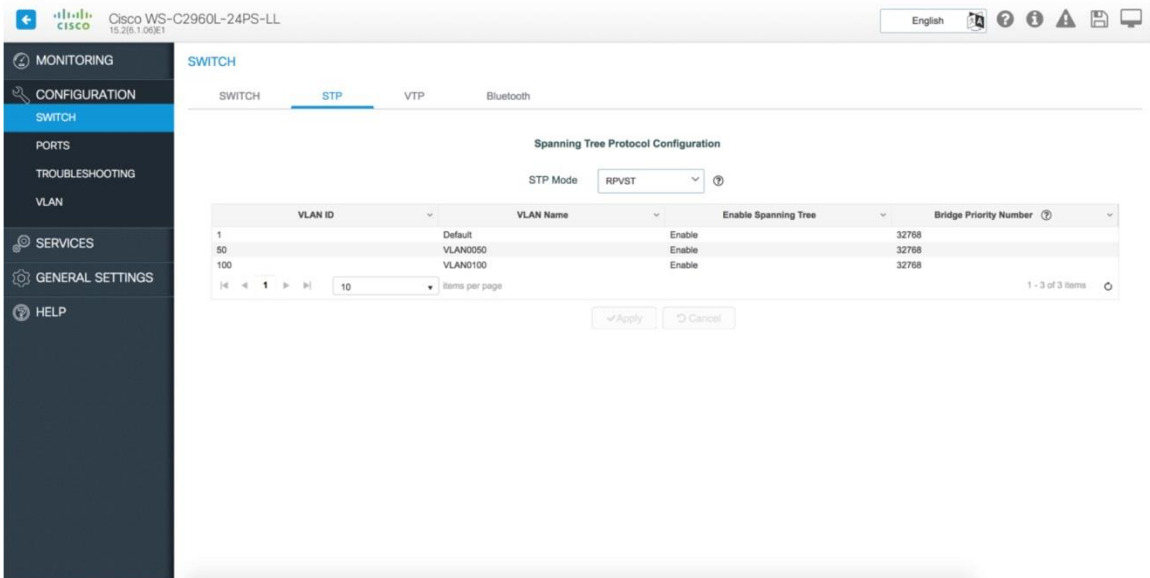 CISCO
Cisco WS-C2960L-24PS-LL
15.2(6.1.06)E1
English
MONITORING
CONFIGURATION
SWITCH
PORTS
TROUBLESHOOTING
VLAN
SERVICES
GENERAL SETTINGS
HELP
SWITCH
SWITCH STP VTP Bluetooth
Spanning Tree Protocol Configuration
STP Mode RPVST
VLAN ID VLAN Name Enable Spanning Tree Bridge Priority Number
1 Default Enable 32768
50 VLAN0050 Enable 32768
100 VLAN0100 Enable 32768
1 10 items per page 1 - 3 of 3 items
Apply Cancel